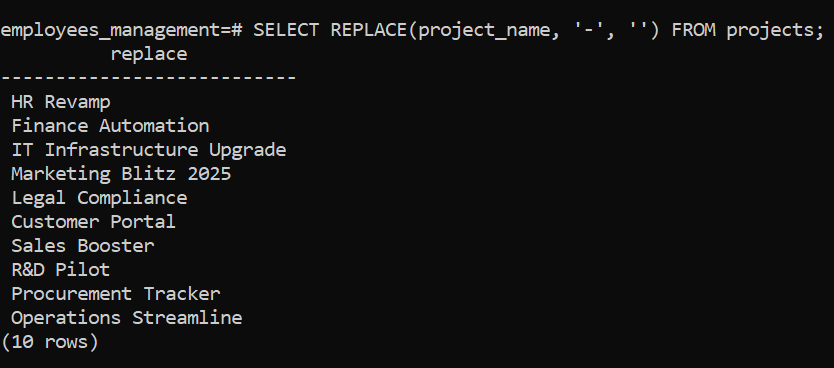 employees_management=# SELECT REPLACE(project_name, '-', '') FROM projects;
replace
---------------------------
HR Revamp
Finance Automation
IT Infrastructure Upgrade
Marketing Blitz 2025
Legal Compliance
Customer Portal
Sales Booster
R&D Pilot
Procurement Tracker
Operations Streamline
(10 rows)